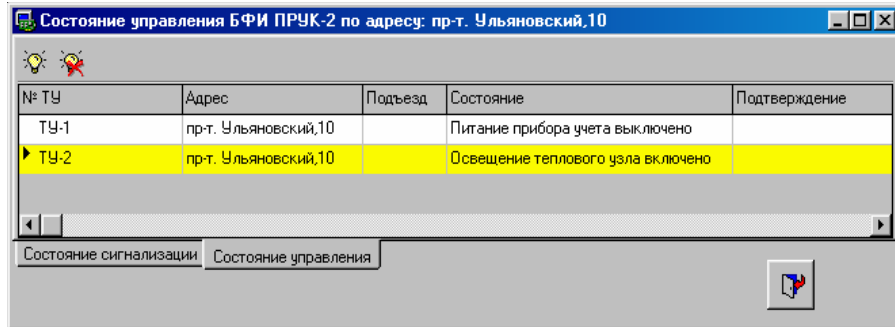 Состояние управления БФИ ПРУК-2 по адресу: пр-т. Ульяновский,10
№ ТУ Адрес Подъезд Состояние Подтверждение
ТУ-1 пр-т. Ульяновский,10 Питание прибора учета выключено
ТУ-2 пр-т. Ульяновский,10 Освещение теплового узла включено
Состояние сигнализации Состояние управления